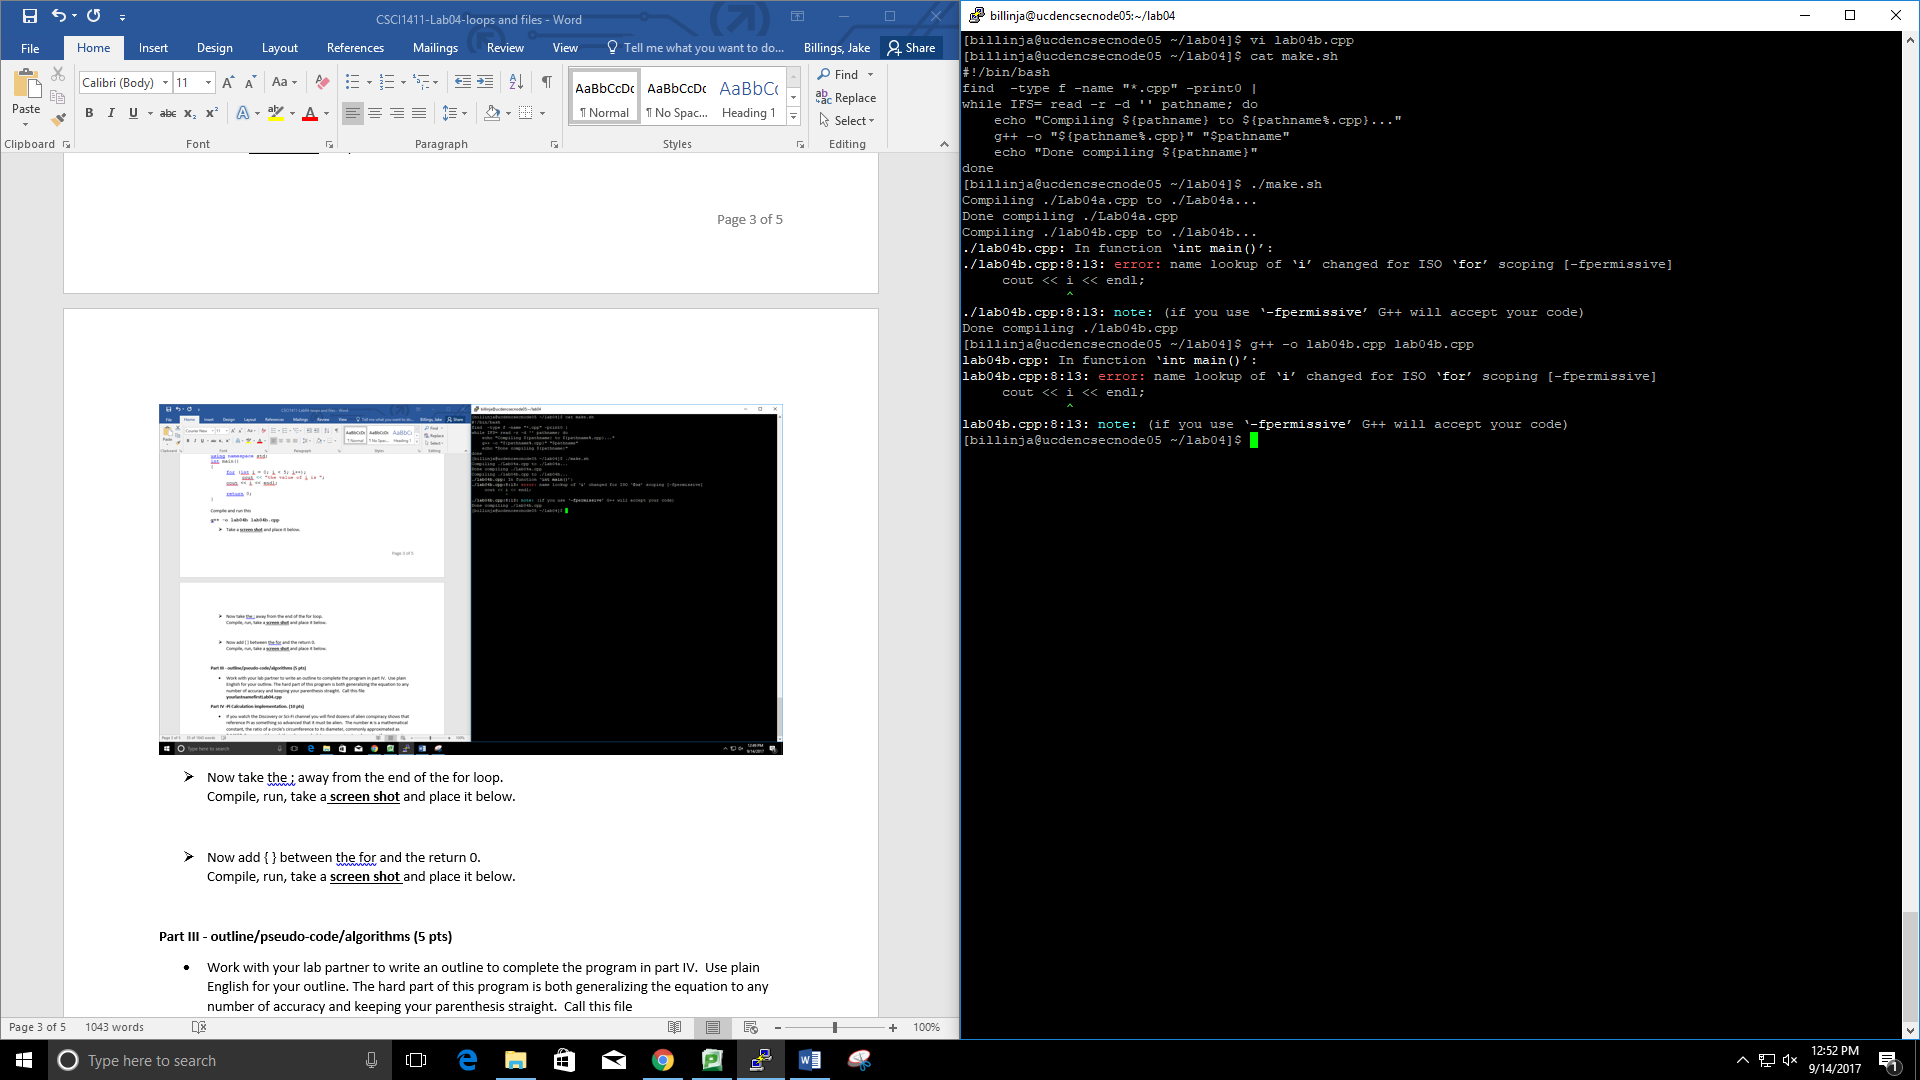 CSCI1411-Lab04-loops and files - Word
File Home Insert Design Layout References Mailings Review View Tell me what you want to do... Billings, Jake Share
Paste
Calibri (Body) 11
Clipboard Font Paragraph Styles Editing
AaBbCcDc AaBbCcDc AaBbCc
¶ Normal ¶ No Spac... Heading 1
Find
Replace
Select
Page 3 of 5
Now take the ; away from the end of the for loop.
Compile, run, take a screen shot and place it below.
Now add { } between the for and the return 0.
Compile, run, take a screen shot and place it below.
Part III - outline/pseudo-code/algorithms (5 pts)
Work with your lab partner to write an outline to complete the program in part IV.  Use plain
English for your outline. The hard part of this program is both generalizing the equation to any
number of accuracy and keeping your parenthesis straight.  Call this file
Page 3 of 5 1043 words 100%
billinja@ucdencsecnode05:~/lab04
[billinja@ucdencsecnode05 ~/lab04]$ vi lab04b.cpp
[billinja@ucdencsecnode05 ~/lab04]$ cat make.sh
#!/bin/bash
find  -type f -name "*.cpp" -print0 |
while IFS= read -r -d '' pathname; do
    echo "Compiling ${pathname} to ${pathname%.cpp}..."
    g++ -o "${pathname%.cpp}" "$pathname"
    echo "Done compiling ${pathname}"
done
[billinja@ucdencsecnode05 ~/lab04]$ ./make.sh
Compiling ./Lab04a.cpp to ./Lab04a...
Done compiling ./Lab04a.cpp
Compiling ./lab04b.cpp to ./lab04b...
./lab04b.cpp: In function ‘int main()’:
./lab04b.cpp:8:13: error: name lookup of ‘i’ changed for ISO ‘for’ scoping [-fpermissive]
     cout << i << endl;
             ^
./lab04b.cpp:8:13: note: (if you use ‘-fpermissive’ G++ will accept your code)
Done compiling ./lab04b.cpp
[billinja@ucdencsecnode05 ~/lab04]$ g++ -o lab04b.cpp lab04b.cpp
lab04b.cpp: In function ‘int main()’:
lab04b.cpp:8:13: error: name lookup of ‘i’ changed for ISO ‘for’ scoping [-fpermissive]
     cout << i << endl;
             ^
lab04b.cpp:8:13: note: (if you use ‘-fpermissive’ G++ will accept your code)
[billinja@ucdencsecnode05 ~/lab04]$
Type here to search
12:52 PM
9/14/2017